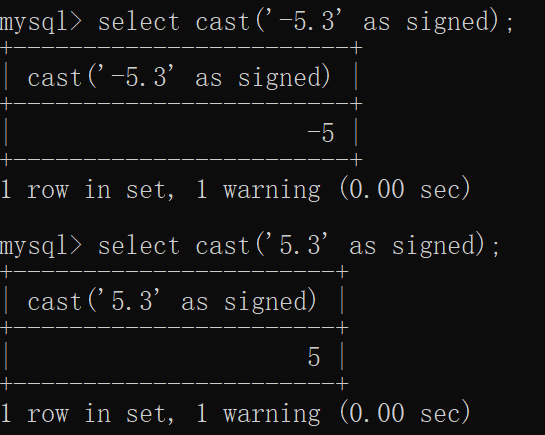 mysql> select cast('-5.3' as signed);
+------------------------+
| cast('-5.3' as signed) |
+------------------------+
|                     -5 |
+------------------------+
1 row in set, 1 warning (0.00 sec)
mysql> select cast('5.3' as signed);
+-----------------------+
| cast('5.3' as signed) |
+-----------------------+
|                     5 |
+-----------------------+
1 row in set, 1 warning (0.00 sec)